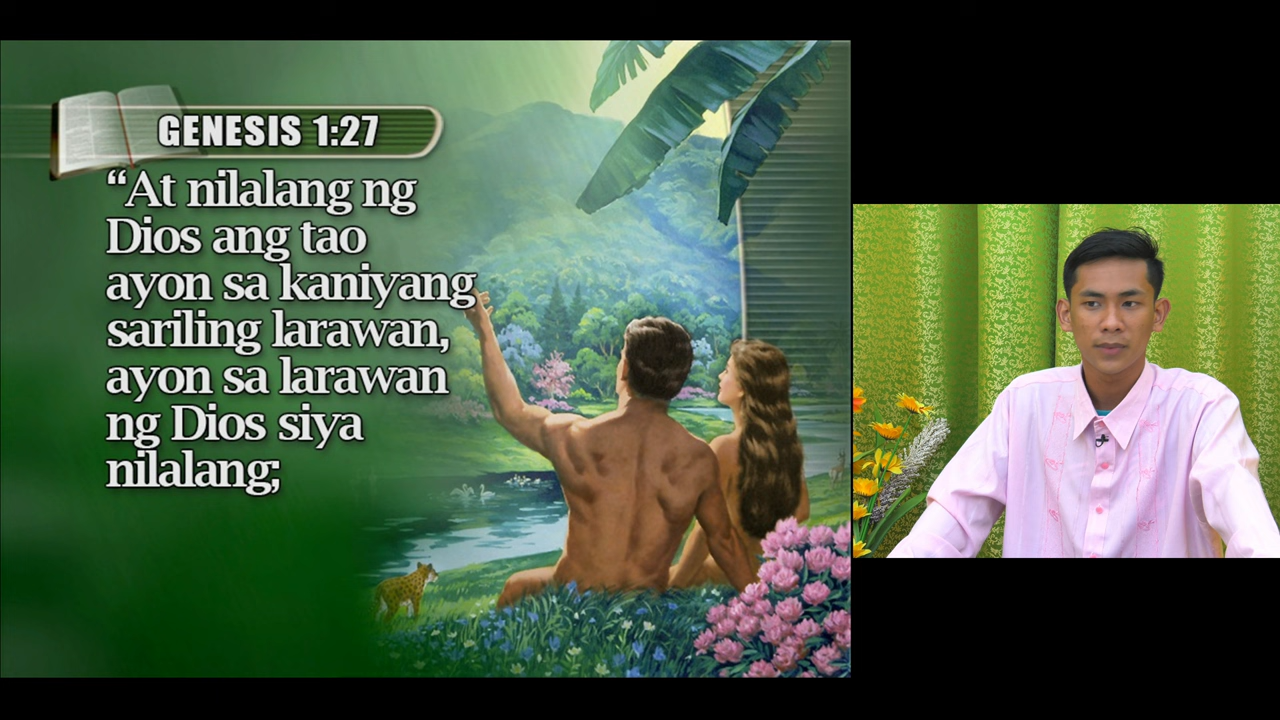 GENESIS 1:27
“At nilalang ng
Dios ang tao
ayon sa kaniyang
sariling larawan,
ayon sa larawan
ng Dios siya
nilalang;